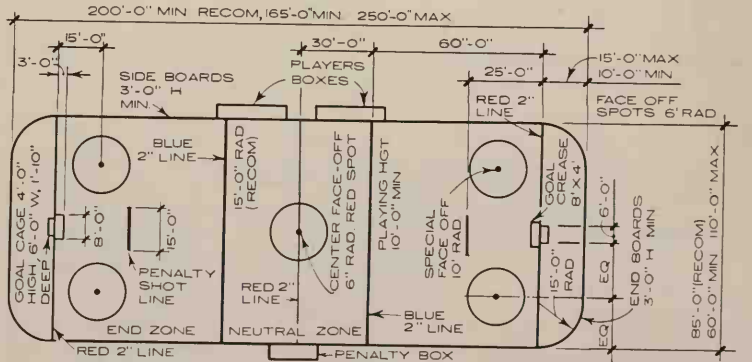 200'-0" MIN RECOM, 165'-0" MIN. 250'-0" MAX
15'-0"
30'-0"
60"-0"
3'-0"
PLAYERS
BOXES
25'-0"
15'-0" MAX
10'-0" MIN
SIDE BOARDS
3'-0" H
MIN.
RED 2"
LINE
FACE OFF
SPOTS 6' RAD
BLUE
2" LINE
15'-0" RAD
(RECOM)
CENTER FACE-OFF
6" RAD. RED SPOT
PLAYING HGT
10'-0" MIN
SPECIAL
FACE OFF
10' RAD
GOAL
CREASE
8' X 4'
GOAL CAGE 4'.0"
HIGH, 6'-0" W, 1'-10"
DEEP
8'-0"
15'-0"
PENALTY
SHOT
LINE
RED 2"
LINE
BLUE
2" LINE
15'-0"
RAD
6'-0"
EQ
EQ
END BOARDS
3'-0" H MIN
85'-0" (RECOM)
60'-0" MIN 110'-0" MAX
END ZONE
NEUTRAL ZONE
RED 2" LINE
PENALTY BOX